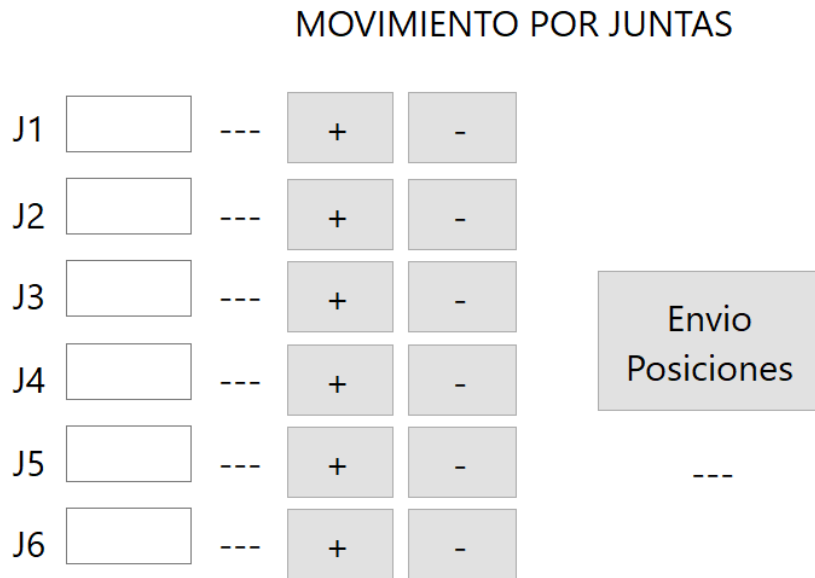 MOVIMIENTO POR JUNTAS
J1 --- + -
J2 --- + -
J3 --- + -
J4 --- + -
J5 --- + -
J6 --- + -
Envio
Posiciones
---